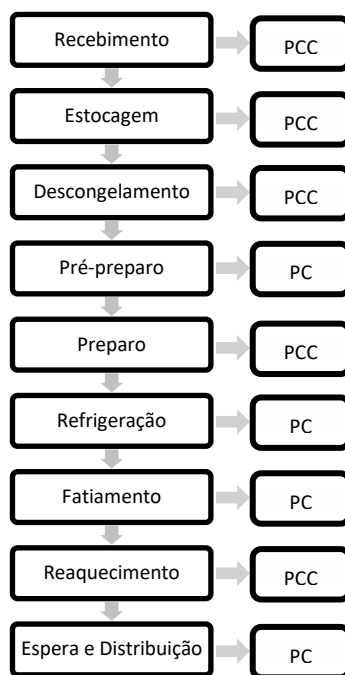 Recebimento
PCC
Estocagem
PCC
Descongelamento
PCC
Pré-preparo
PC
Preparo
PCC
Refrigeração
PC
Fatiamento
PC
Reaquecimento
PCC
Espera e Distribuição
PC